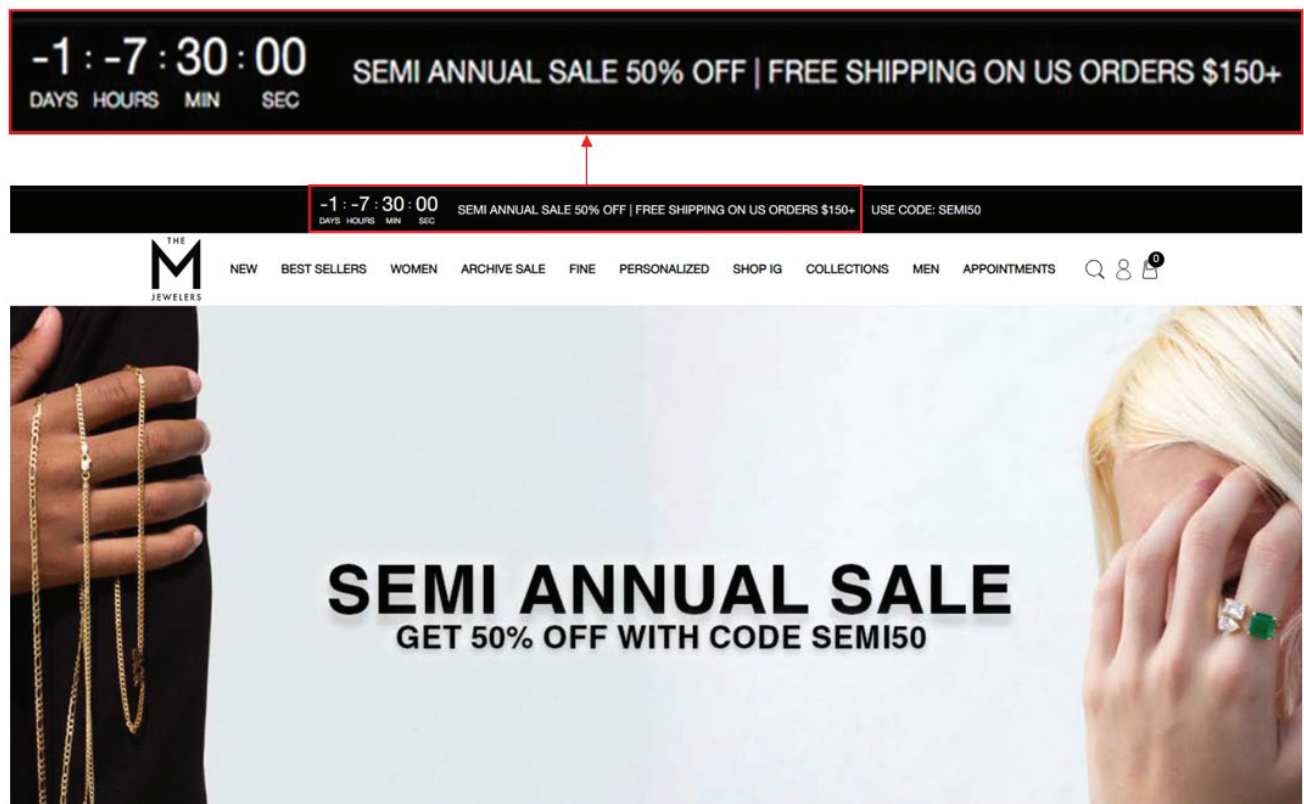 -1 : -7 : 30 : 00
DAYS HOURS MIN SEC
SEMI ANNUAL SALE 50% OFF | FREE SHIPPING ON US ORDERS $150+
-1 : -7 : 30 : 00
DAYS HOURS MIN SEC
SEMI ANNUAL SALE 50% OFF | FREE SHIPPING ON US ORDERS $150+ USE CODE: SEMI50
THE
M
JEWELERS
NEW BEST SELLERS WOMEN ARCHIVE SALE FINE PERSONALIZED SHOP IG COLLECTIONS MEN APPOINTMENTS 0
SEMI ANNUAL SALE
GET 50% OFF WITH CODE SEMI50